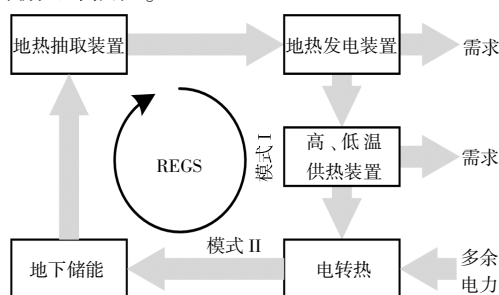 地热抽取装置
地热发电装置
需求
REGS
模式 I
高、低温
供热装置
需求
模式 II
地下储能
电转热
多余
电力